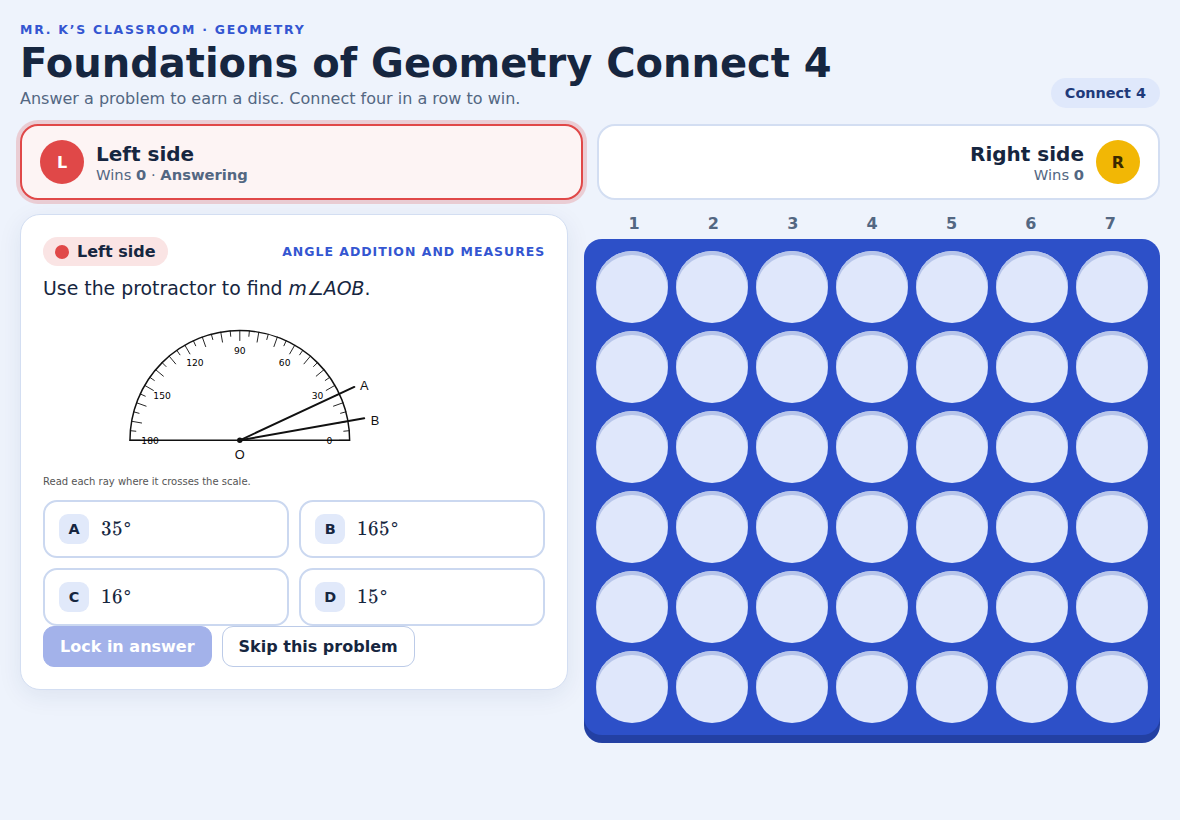 MR. K'S CLASSROOM · GEOMETRY
Foundations of Geometry Connect 4
Answer a problem to earn a disc. Connect four in a row to win.
Connect 4
L
Left side
Wins 0 · Answering
Right side
Wins 0
R
Left side
ANGLE ADDITION AND MEASURES
Use the protractor to find m∠AOB.
90
120
60
150
30
180
0
A
B
O
Read each ray where it crosses the scale.
A 35°
B 165°
C 16°
D 15°
Lock in answer
Skip this problem
1 2 3 4 5 6 7